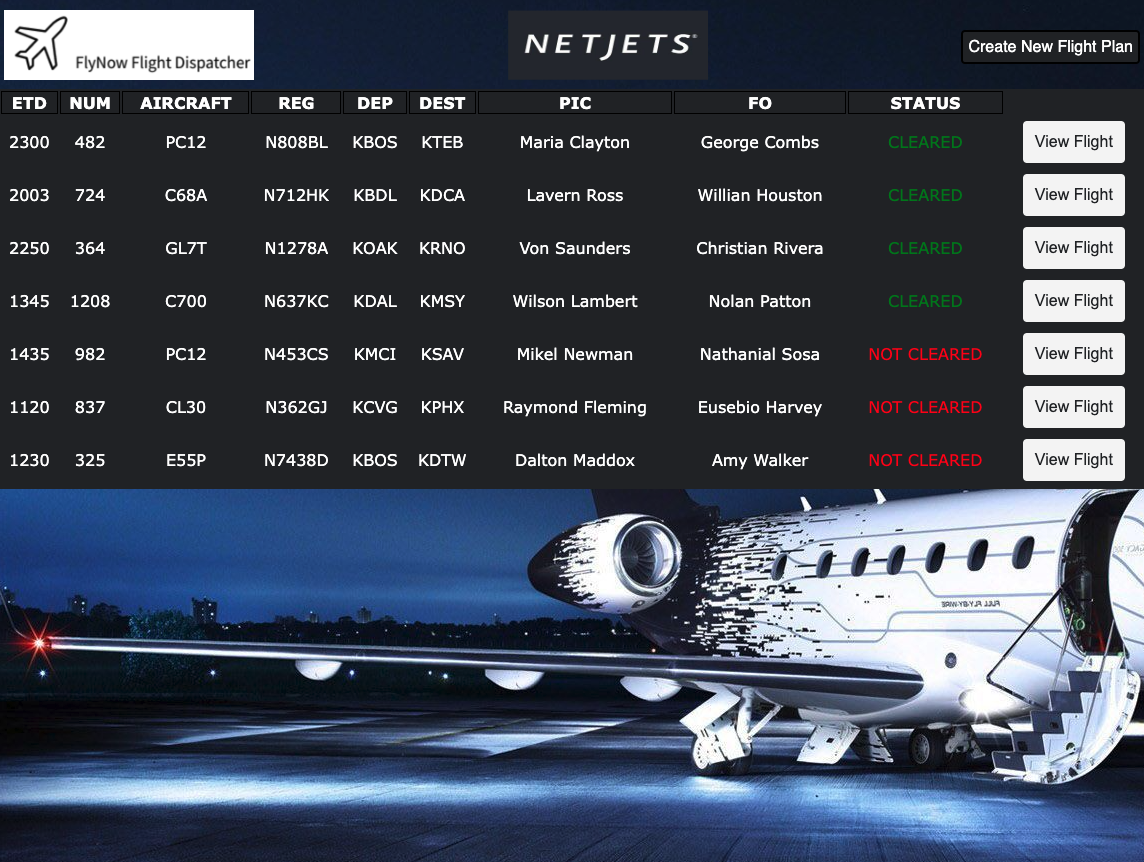 FlyNow Flight Dispatcher
NETJETS®
Create New Flight Plan
ETD NUM AIRCRAFT REG DEP DEST PIC FO STATUS
2300 482 PC12 N808BL KBOS KTEB Maria Clayton George Combs CLEARED View Flight
2003 724 C68A N712HK KBDL KDCA Lavern Ross Willian Houston CLEARED View Flight
2250 364 GL7T N1278A KOAK KRNO Von Saunders Christian Rivera CLEARED View Flight
1345 1208 C700 N637KC KDAL KMSY Wilson Lambert Nolan Patton CLEARED View Flight
1435 982 PC12 N453CS KMCI KSAV Mikel Newman Nathanial Sosa NOT CLEARED View Flight
1120 837 CL30 N362GJ KCVG KPHX Raymond Fleming Eusebio Harvey NOT CLEARED View Flight
1230 325 E55P N7438D KBOS KDTW Dalton Maddox Amy Walker NOT CLEARED View Flight
FULL FLY-BY-WIRE